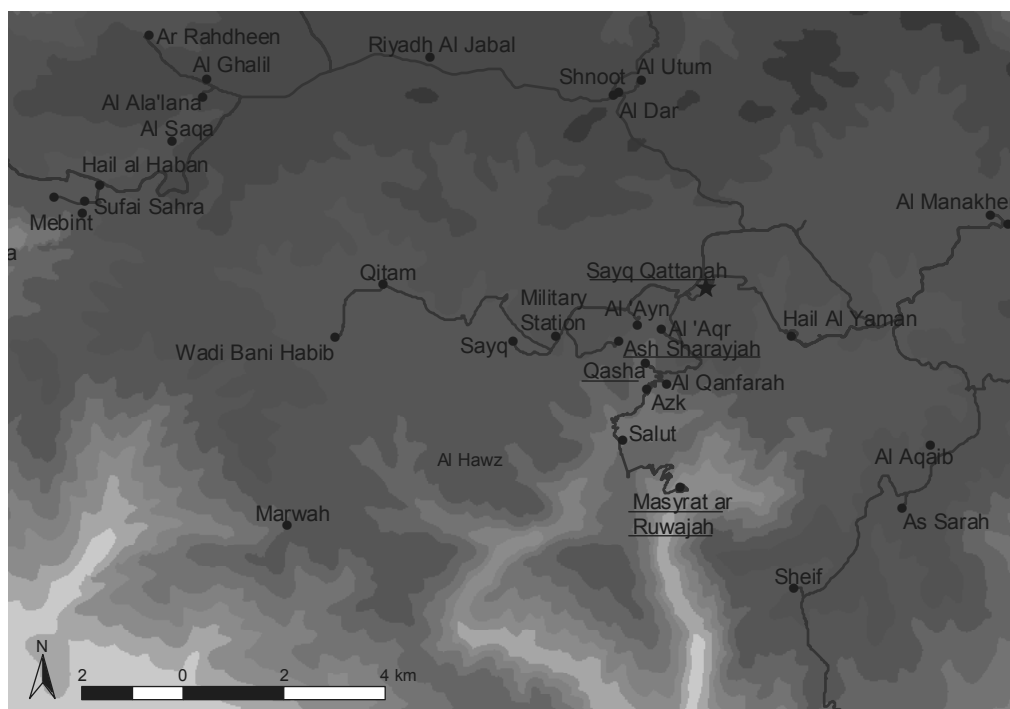 Ar Rahdheen
Riyadh Al Jabal
Al Ghalil
Al Utum
Shnoot
Al Ala'lana
Al Dar
Al Saqa
Hail al Haban
Sufai Sahra
Al Manakhe
Mebint
a
Qitam
Sayq Qattanah
Military
Station
Al 'Ayn
Hail Al Yaman
Al 'Aqr
Wadi Bani Habib
Sayq
Ash Sharayjah
Qasha
Al Qanfarah
Azk
Salut
Al Hawz
Al Aqaib
Masyrat ar
Ruwajah
Marwah
As Sarah
Sheif
N
2 0 2 4 km